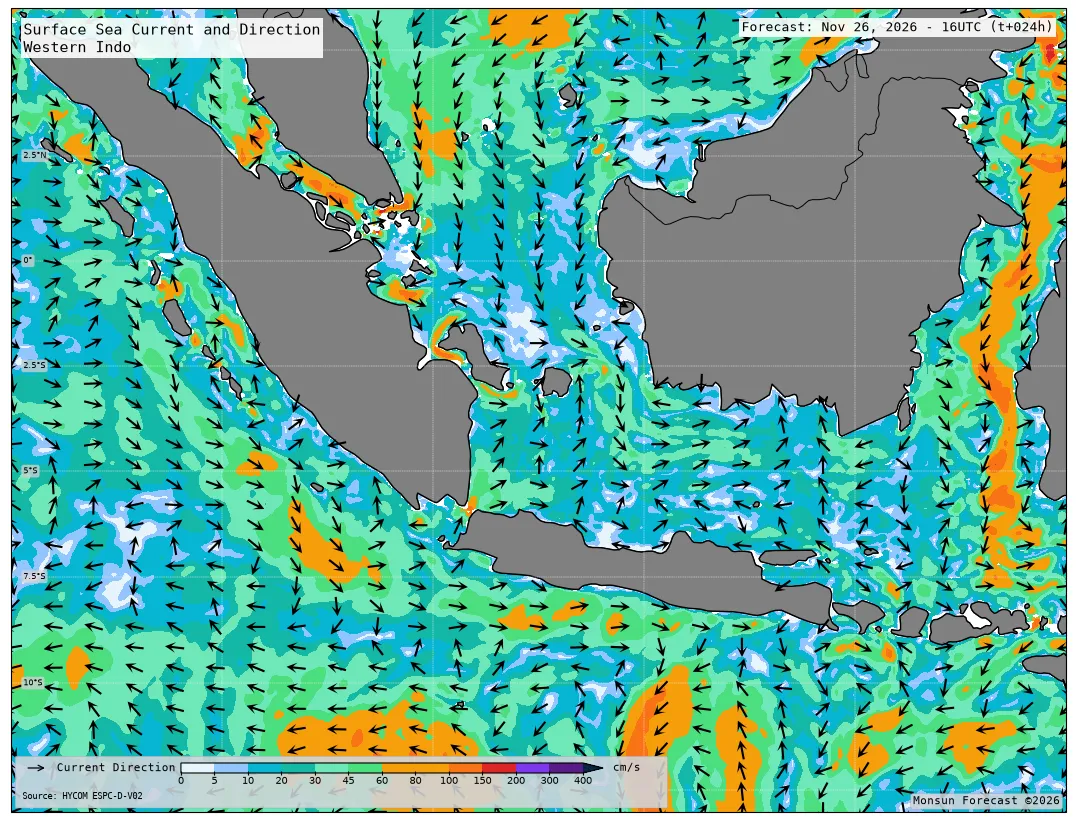 Surface Sea Current and Direction
Western Indo
Forecast: Nov 26, 2026 - 16UTC (t+024h)
2.5°N
0°
2.5°S
5°S
7.5°S
10°S
Current Direction
0 5 10 20 30 45 60 80 100 150 200 300 400
cm/s
Source: HYCOM ESPC-D-V02
Monsun Forecast ©2026